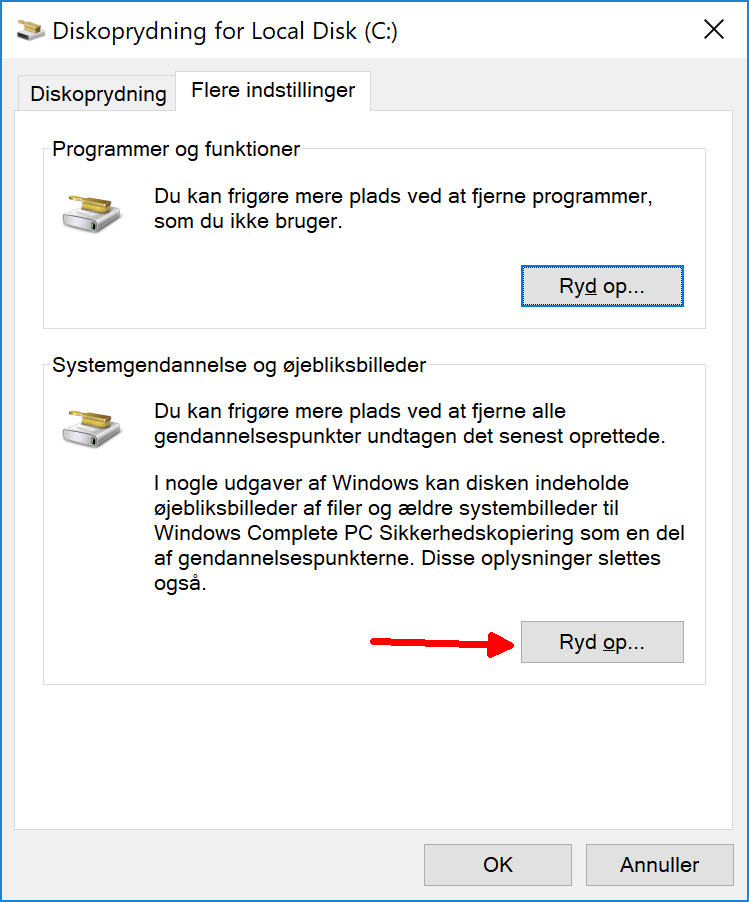 Diskoprydning for Local Disk (C:)
Diskoprydning
Flere indstillinger
Programmer og funktioner
Du kan frigøre mere plads ved at fjerne programmer,
som du ikke bruger.
Ryd op...
Systemgendannelse og øjebliksbilleder
Du kan frigøre mere plads ved at fjerne alle
gendannelsespunkter undtagen det senest oprettede.
I nogle udgaver af Windows kan disken indeholde
øjebliksbilleder af filer og ældre systembilleder til
Windows Complete PC Sikkerhedskopiering som en del
af gendannelsespunkterne. Disse oplysninger slettes
også.
Ryd op...
OK
Annuller